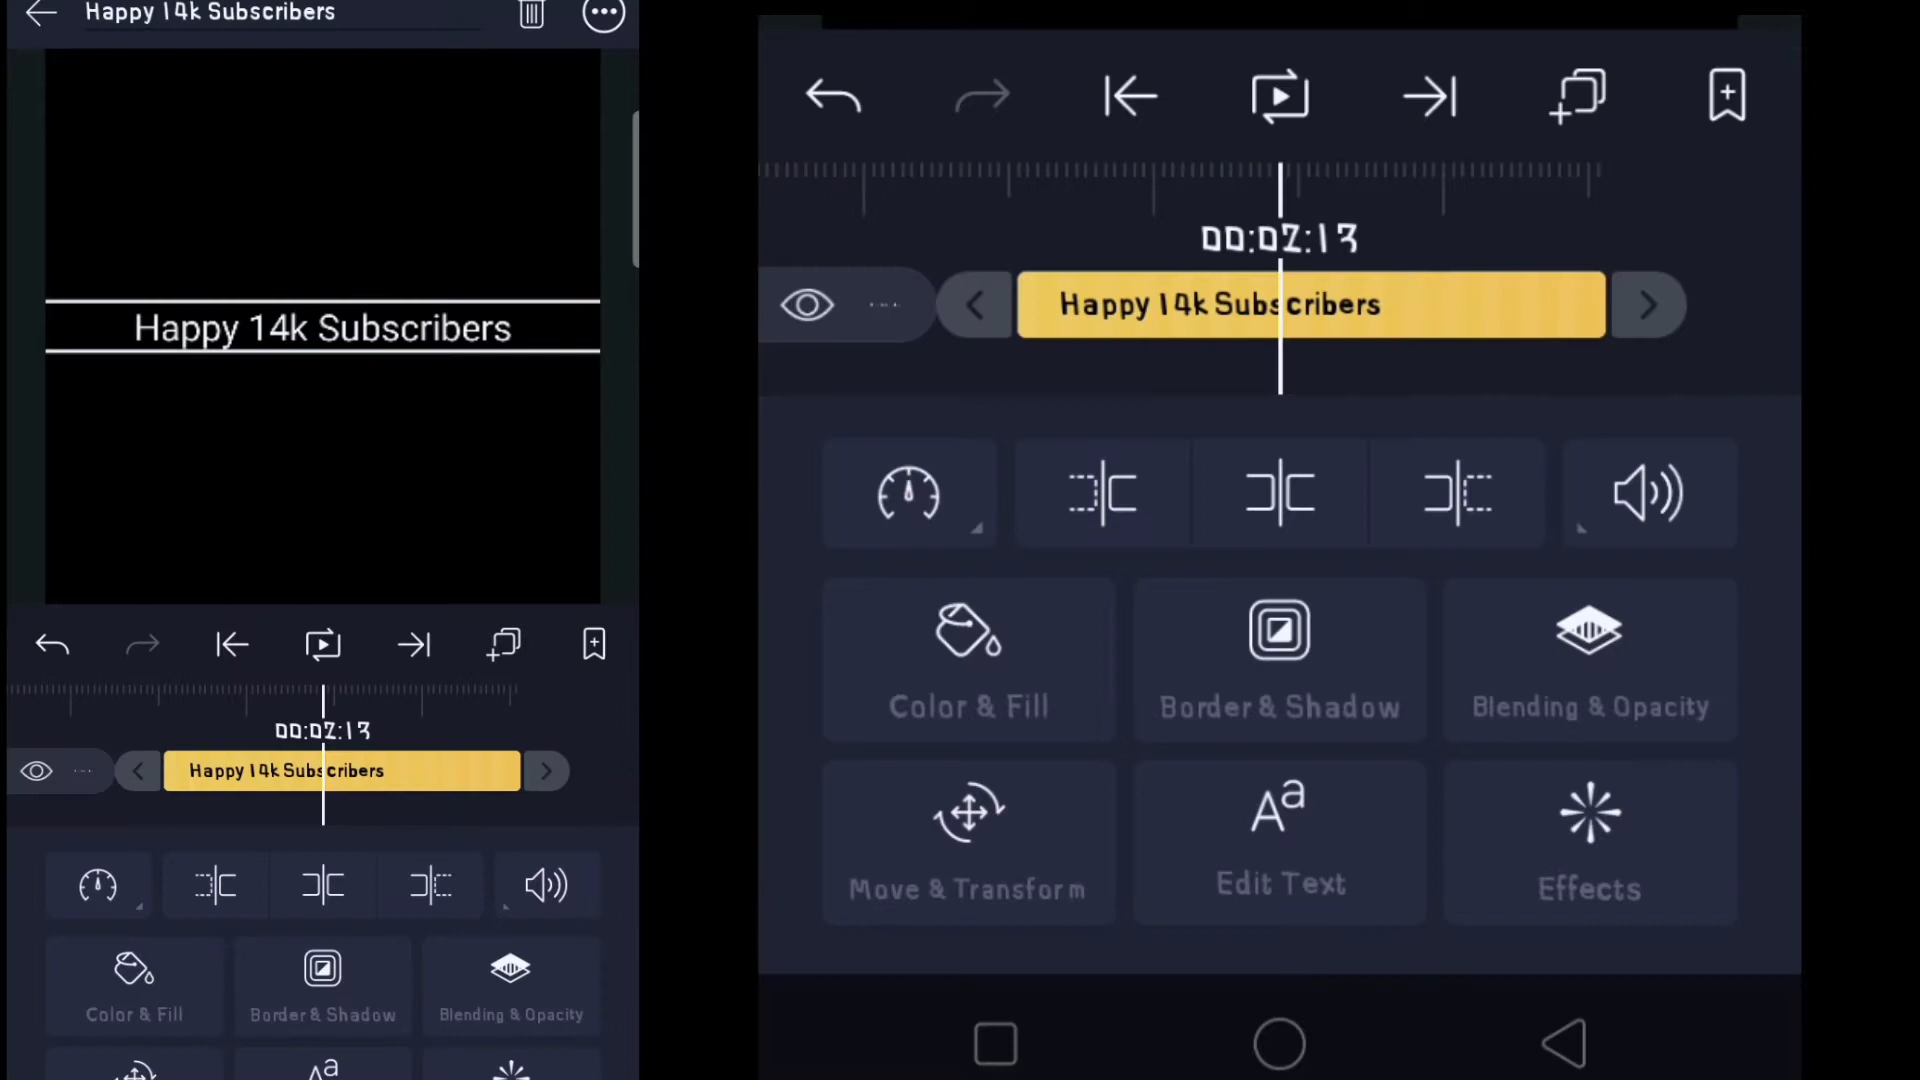 Happy 14k Subscribers
Happy 14k Subscribers
00:02:13
Happy 14k Subscribers
Color & Fill
Border & Shadow
Blending & Opacity
00:02:13
Happy 14k Subscribers
Color & Fill
Border & Shadow
Blending & Opacity
Move & Transform
Edit Text
Effects